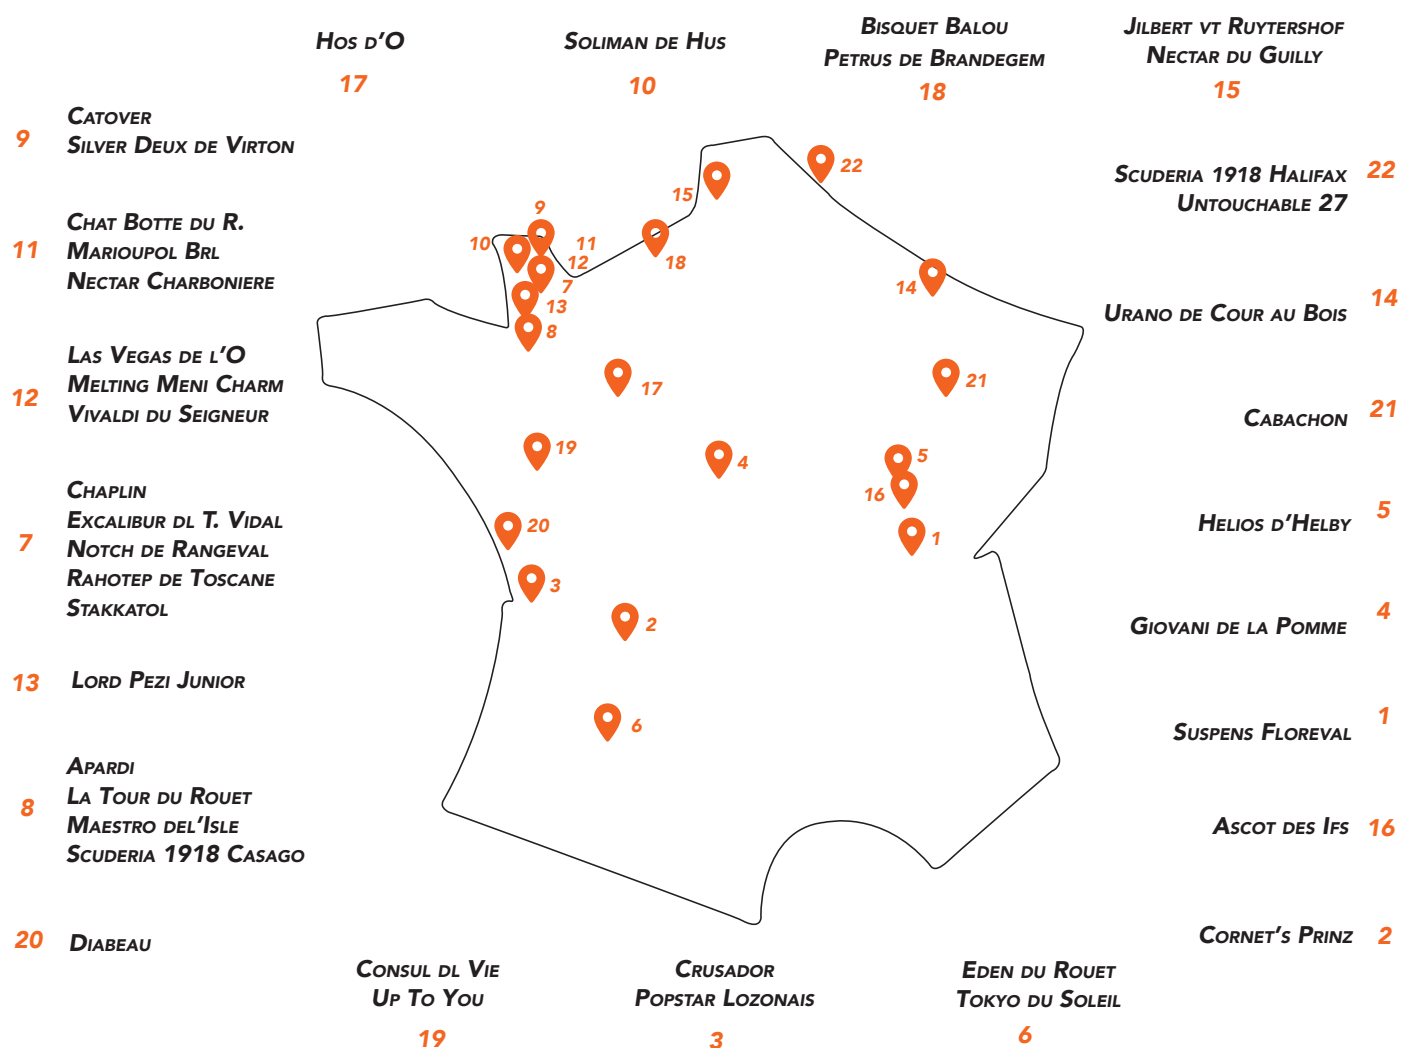 Hos d'O
17
Soliman de Hus
10
Bisquet Balou
Petrus de Brandegem
18
Jilbert vt Ruytershof
Nectar du Guilly
15
9
Catover
Silver Deux de Virton
11
Chat Botte du R.
Marioupol Brl
Nectar Charboniere
12
Las Vegas de l'O
Melting Meni Charm
Vivaldi du Seigneur
7
Chaplin
Excalibur dl T. Vidal
Notch de Rangeval
Rahotep de Toscane
Stakkatol
13
Lord Pezi Junior
8
Apardi
La Tour du Rouet
Maestro del'Isle
Scuderia 1918 Casago
20
Diabeau
22
15
9
10
11
18
12
7
14
13
8
17
21
19
4
5
16
20
1
3
2
6
Scuderia 1918 Halifax
Untouchable 27
22
Urano de Cour au Bois
14
Cabachon
21
Helios d'Helby
5
Giovani de la Pomme
4
Suspens Floreval
1
Ascot des Ifs
16
Cornet's Prinz
2
Consul dl Vie
Up To You
19
Crusador
Popstar Lozonais
3
Eden du Rouet
Tokyo du Soleil
6